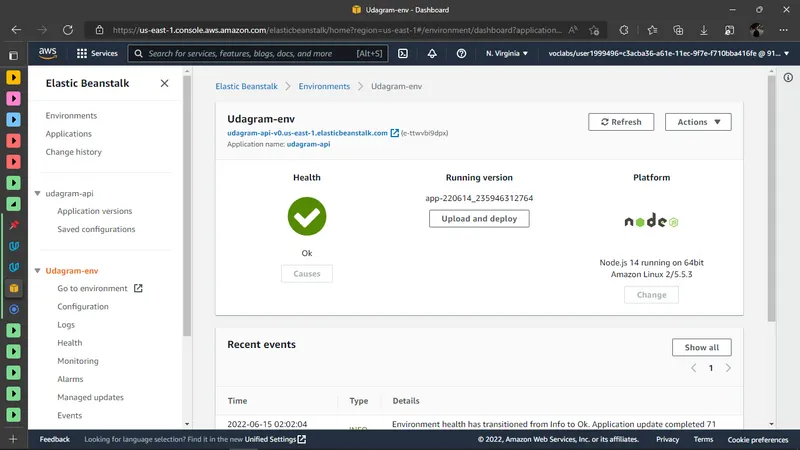 Udagram-env - Dashboard
https://us-east-1.console.aws.amazon.com/elasticbeanstalk/home?region=us-east-1#/environment/dashboard?application...
aws
Services
Search for services, features, blogs, docs, and more
[Alt+S]
N. Virginia
voclabs/user1999496=c3acba36-a61e-11ec-9f7e-f710bba416fe @ 91...
Elastic Beanstalk
Environments
Applications
Change history
udagram-api
Application versions
Saved configurations
Udagram-env
Go to environment
Configuration
Logs
Health
Monitoring
Alarms
Managed updates
Events
Elastic Beanstalk
Environments
Udagram-env
Udagram-env
udagram-api-v0.us-east-1.elasticbeanstalk.com (e-ttwvbi9dpx)
Application name: udagram-api
Refresh
Actions
Health
Ok
Causes
Running version
app-220614_235946312764
Upload and deploy
Platform
node
Node.js 14 running on 64bit
Amazon Linux 2/5.5.3
Change
Recent events
Show all
1
Time
Type
Details
2022-06-15 02:02:04
INFO
Environment health has transitioned from Info to Ok. Application update completed 71
Feedback
Looking for language selection? Find it in the new Unified Settings
© 2022, Amazon Web Services, Inc. or its affiliates.
Privacy
Terms
Cookie preferences